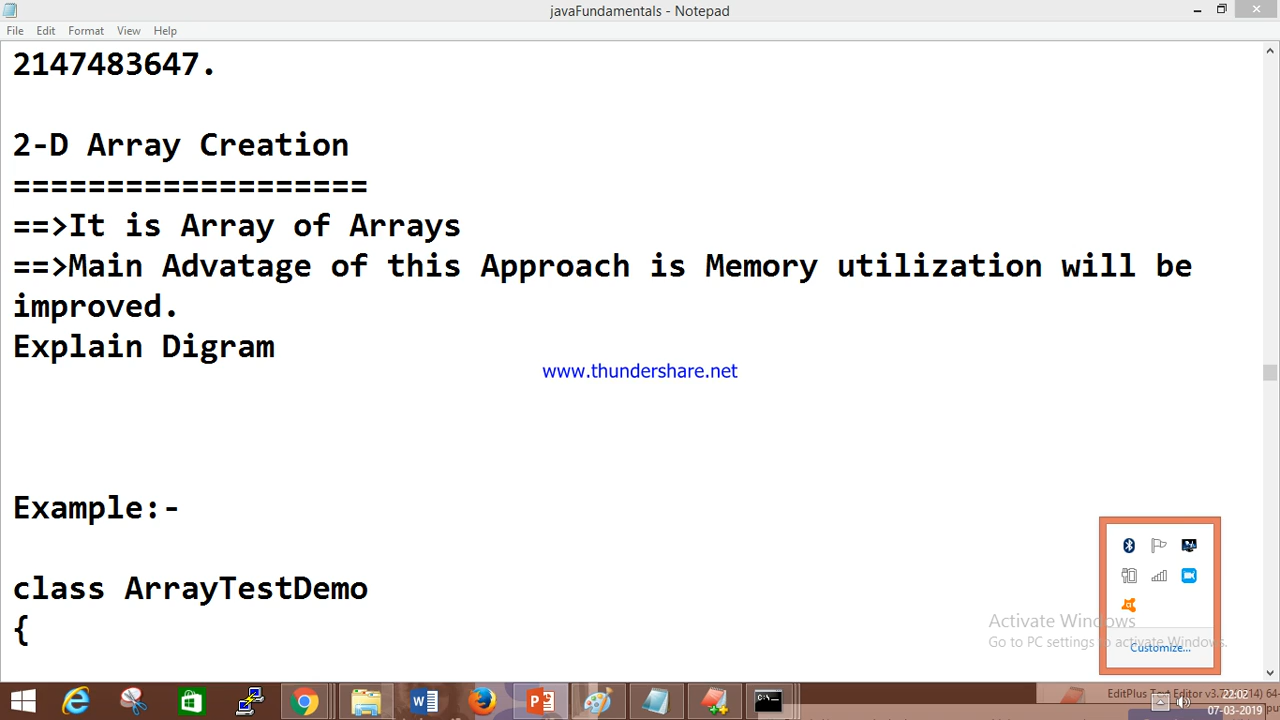 javaFundamentals - Notepad
File Edit Format View Help
2147483647.
2-D Array Creation
===================
==>It is Array of Arrays
==>Main Advatage of this Approach is Memory utilization will be
improved.
Explain Digram
www.thundershare.net
Example:-
class ArrayTestDemo
{
Activate Windows
Go to PC settings to activate Windows.
Customize...
22:02
07-03-2019